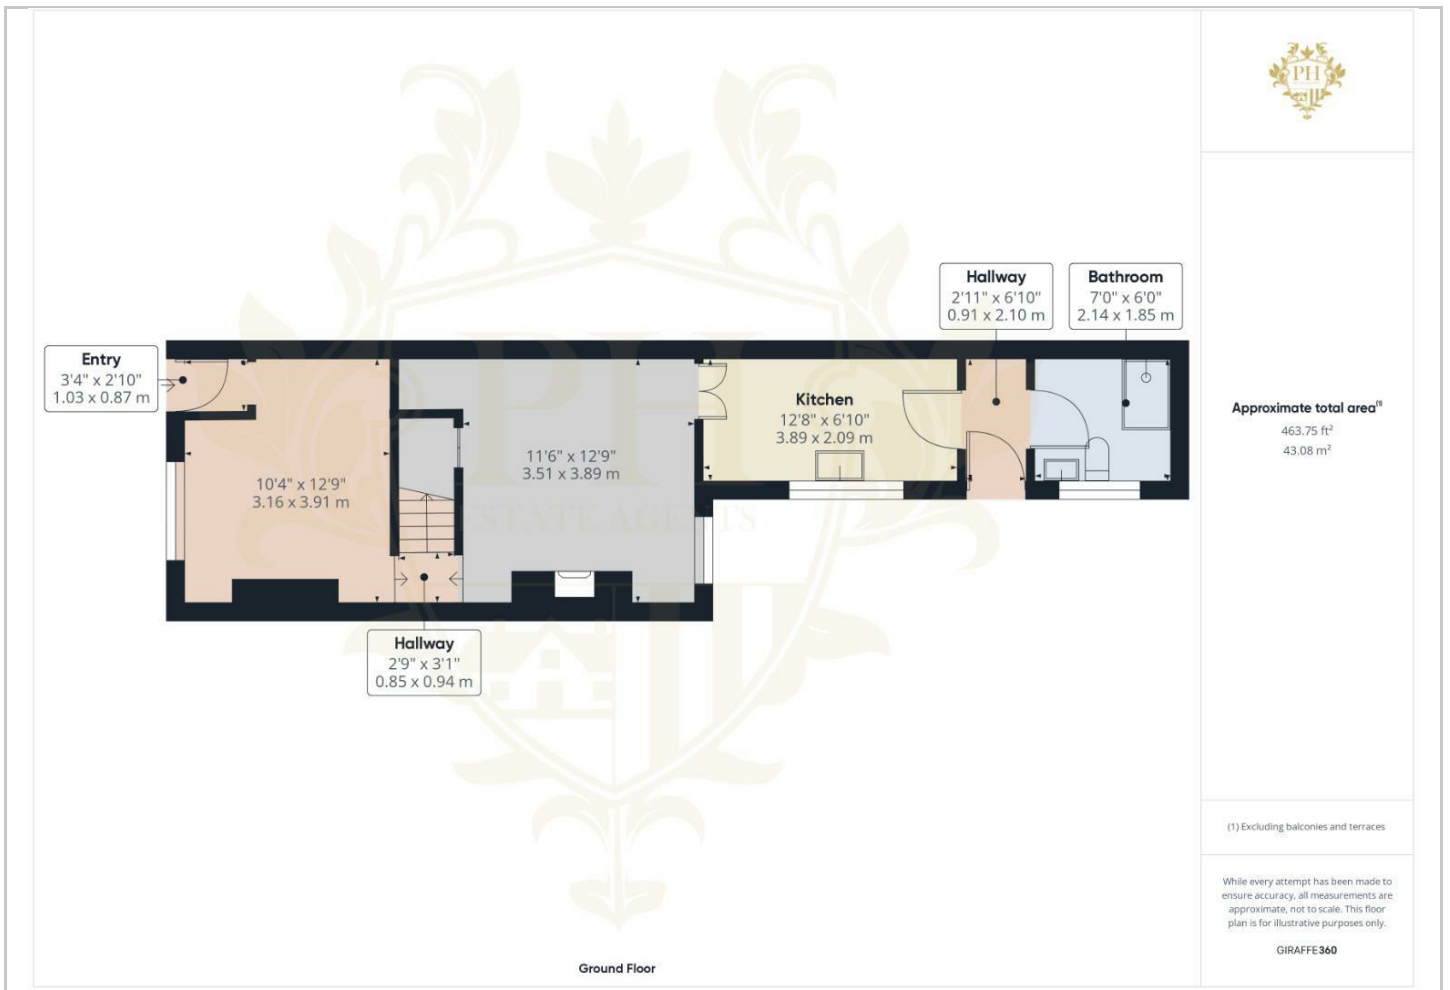 PH
Hallway
2'11" x 6'10"
0.91 x 2.10 m
Bathroom
7'0" x 6'0"
2.14 x 1.85 m
Entry
3'4" x 2'10"
1.03 x 0.87 m
Kitchen
12'8" x 6'10"
3.89 x 2.09 m
11'6" x 12'9"
3.51 x 3.89 m
10'4" x 12'9"
3.16 x 3.91 m
PH
ESTATE AGENTS
Hallway
2'9" x 3'1"
0.85 x 0.94 m
Ground Floor
Approximate total area⁽¹⁾
463.75 ft²
43.08 m²
(1) Excluding balconies and terraces
While every attempt has been made to
ensure accuracy, all measurements are
approximate, not to scale. This floor
plan is for illustrative purposes only.
GIRAFFE360